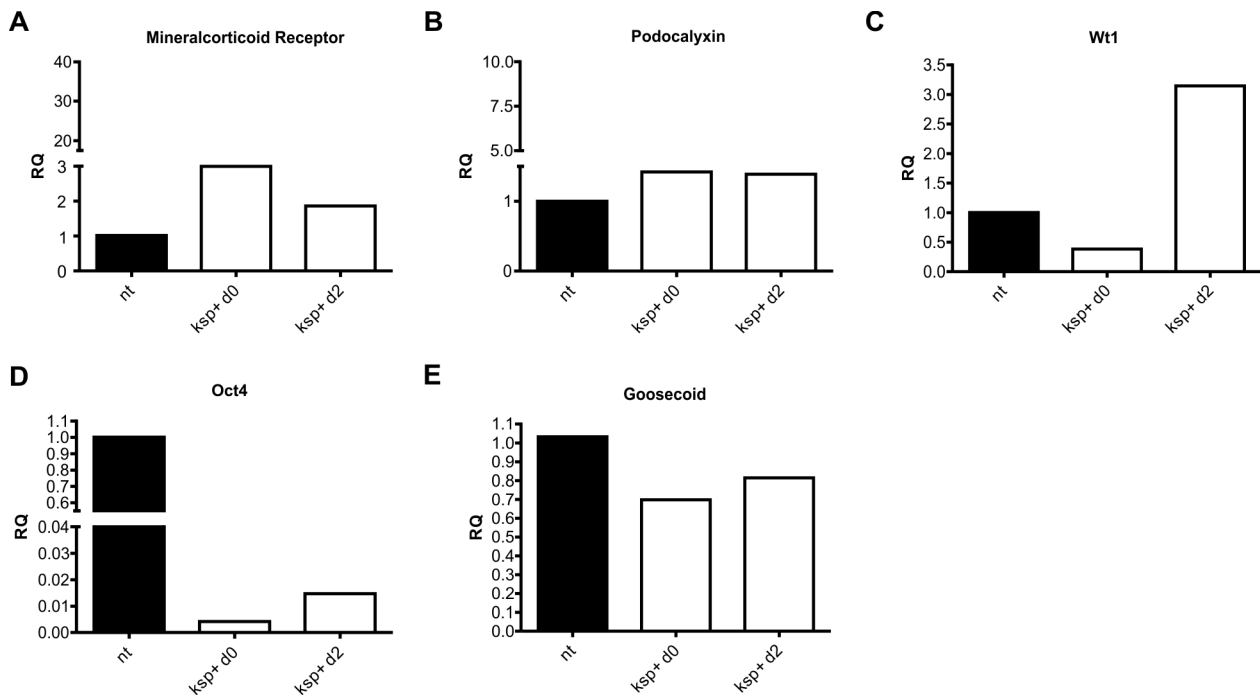 A
Mineralcorticoid Receptor
40
30
20
3
2
1
0
RQ
nt
ksp+ d0
ksp+ d2
B
Podocalyxin
10.0
7.5
5.0
1
0
RQ
nt
ksp+ d0
ksp+ d2
C
Wt1
3.5
3.0
2.5
2.0
1.5
1.0
0.5
0.0
RQ
nt
ksp+ d0
ksp+ d2
D
Oct4
1.1
1.0
0.9
0.8
0.7
0.6
0.04
0.03
0.02
0.01
0.00
RQ
nt
ksp+ d0
ksp+ d2
E
Goosecoid
1.1
1.0
0.9
0.8
0.7
0.6
0.5
0.4
0.3
0.2
0.1
0.0
RQ
nt
ksp+ d0
ksp+ d2